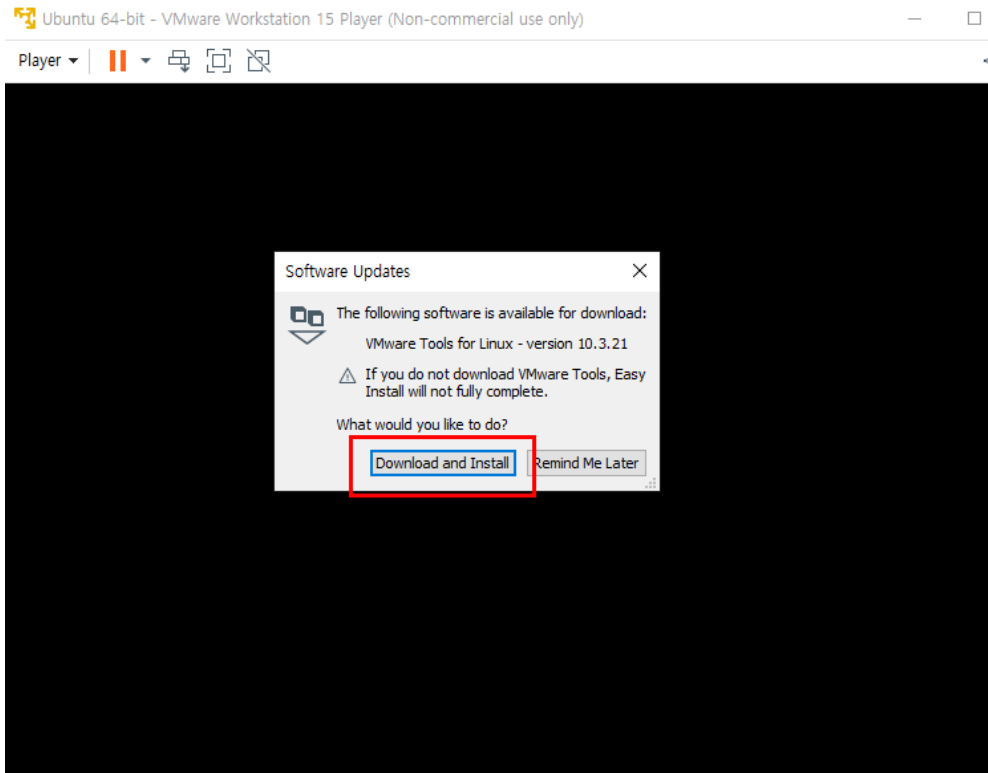 Ubuntu 64-bit - VMware Workstation 15 Player (Non-commercial use only)
Player
Software Updates
The following software is available for download:
VMware Tools for Linux - version 10.3.21
If you do not download VMware Tools, Easy
Install will not fully complete.
What would you like to do?
Download and Install Remind Me Later